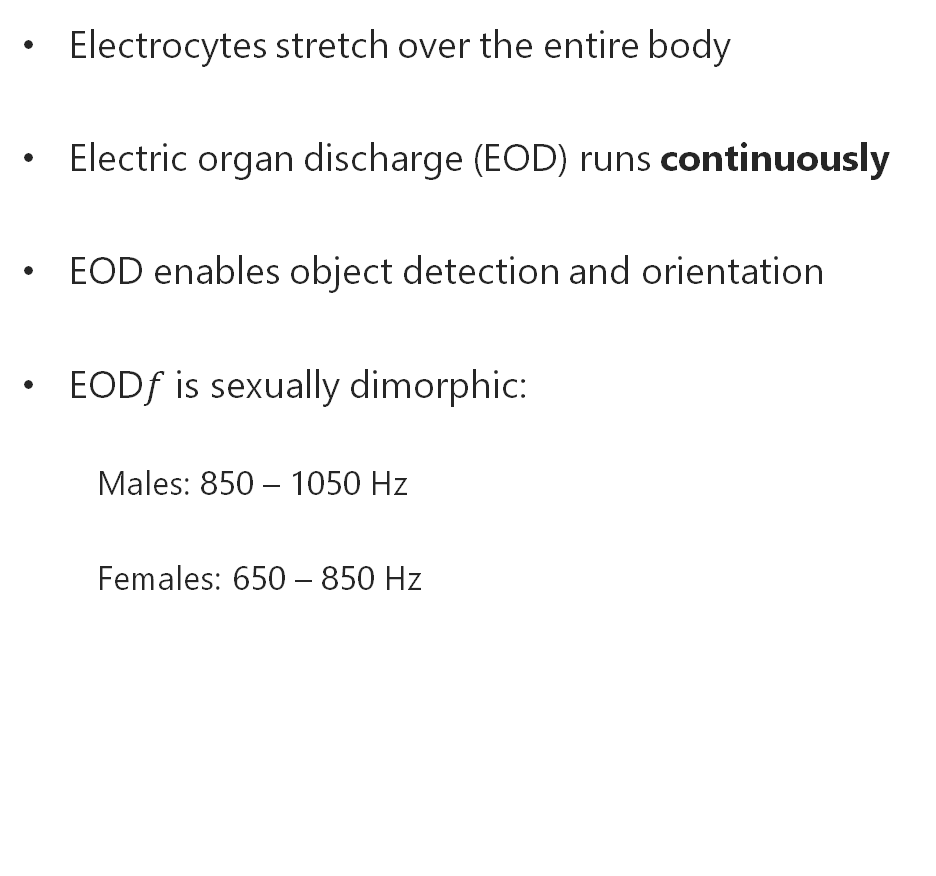 • Electrocytes stretch over the entire body
• Electric organ discharge (EOD) runs continuously
• EOD enables object detection and orientation
• EODf is sexually dimorphic:
Males: 850 – 1050 Hz
Females: 650 – 850 Hz